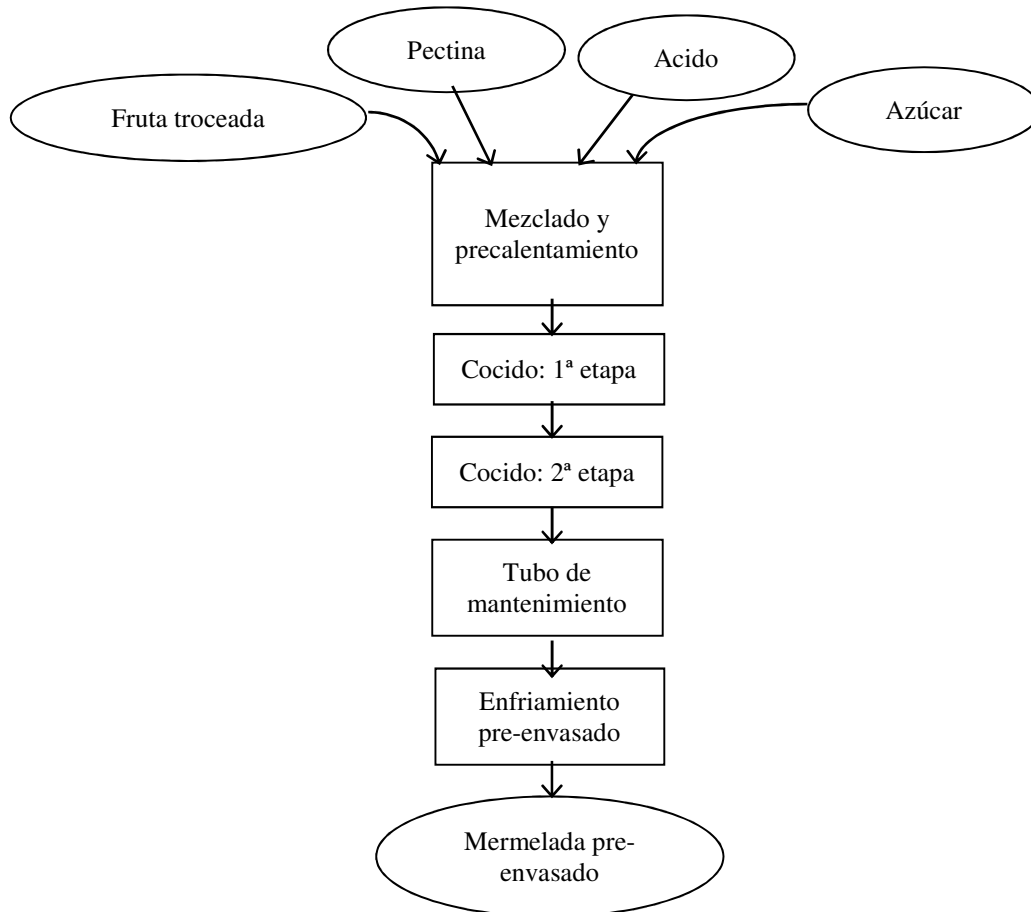 Pectina
Acido
Fruta troceada
Azúcar
Mezclado y
precalentamiento
Cocido: 1ª etapa
Cocido: 2ª etapa
Tubo de
mantenimiento
Enfriamiento
pre-envasado
Mermelada pre-
envasado